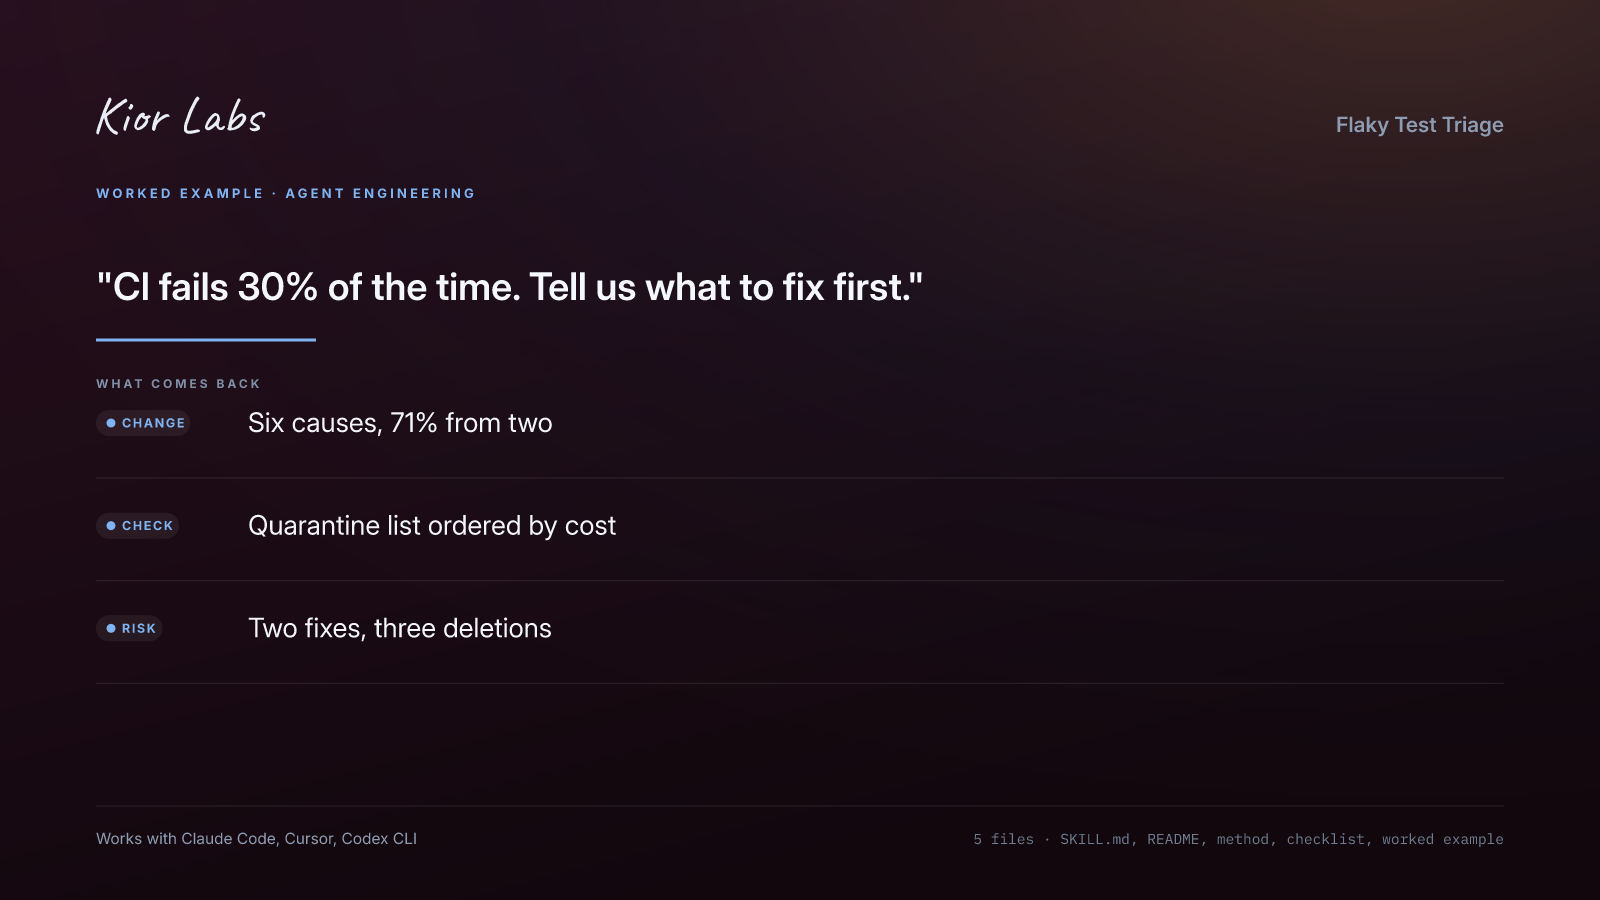 Kior Labs
Flaky Test Triage
WORKED EXAMPLE · AGENT ENGINEERING
"CI fails 30% of the time. Tell us what to fix first."
WHAT COMES BACK
CHANGE Six causes, 71% from two
CHECK Quarantine list ordered by cost
RISK Two fixes, three deletions
Works with Claude Code, Cursor, Codex CLI
5 files · SKILL.md, README, method, checklist, worked example